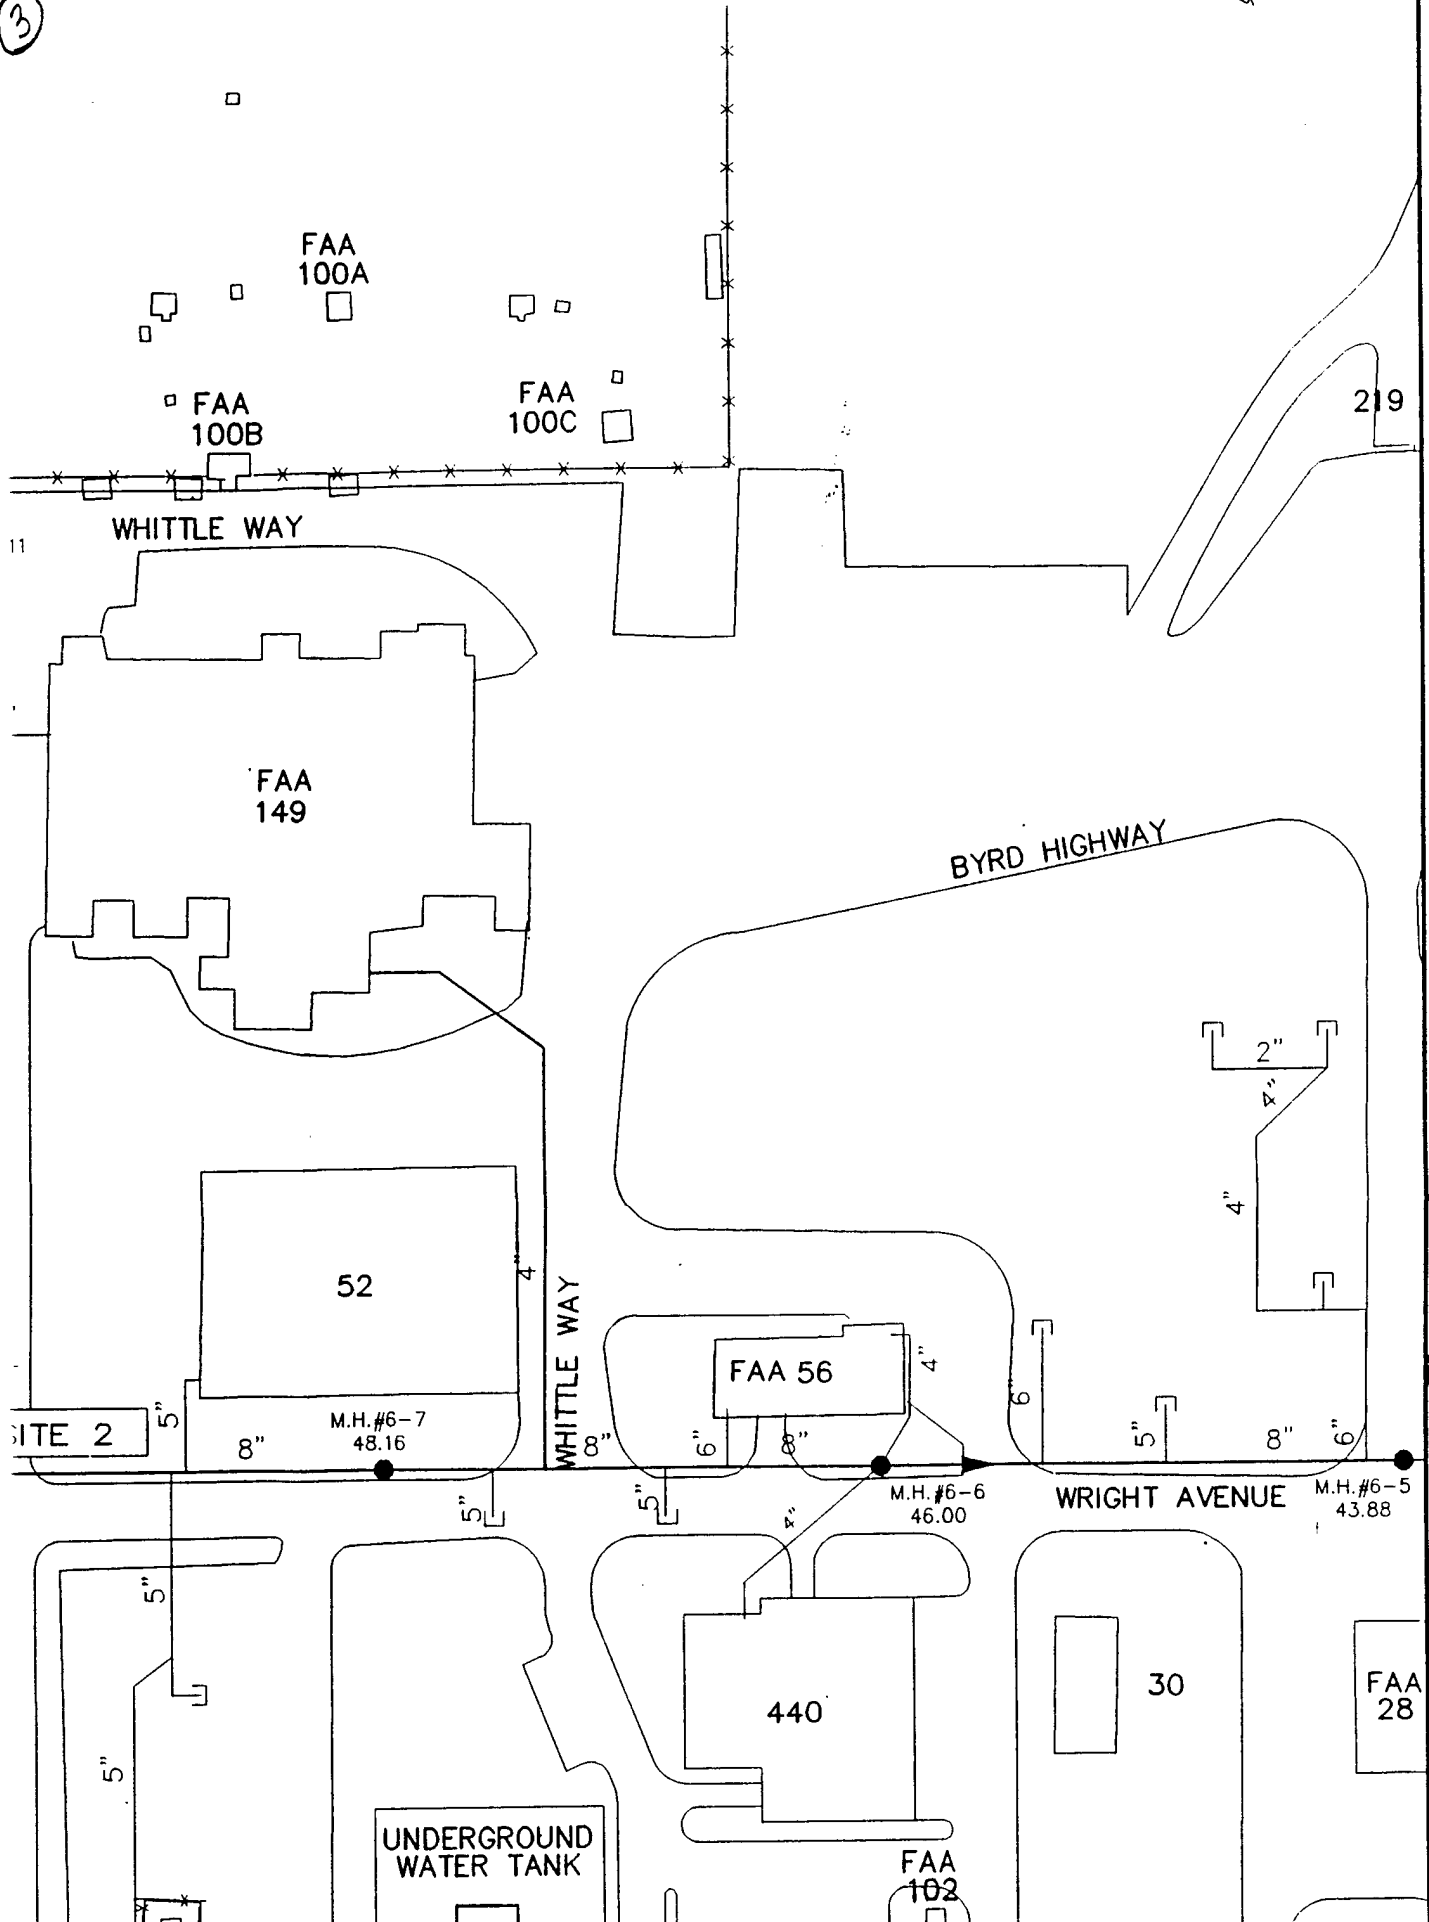 3
FAA
100A
FAA
100B
FAA
100C
219
WHITTLE WAY
11
FAA
149
BYRD HIGHWAY
2"
4"
4"
52
4"
WHITTLE WAY
FAA 56
4"
6"
5"
8"
6"
SITE 2
5"
8"
M.H.#6-7
48.16
8"
6"
8"
M.H.#6-6
46.00
WRIGHT AVENUE
M.H.#6-5
43.88
5"
5"
4"
5"
5"
440
30
FAA
28
UNDERGROUND
WATER TANK
FAA
102